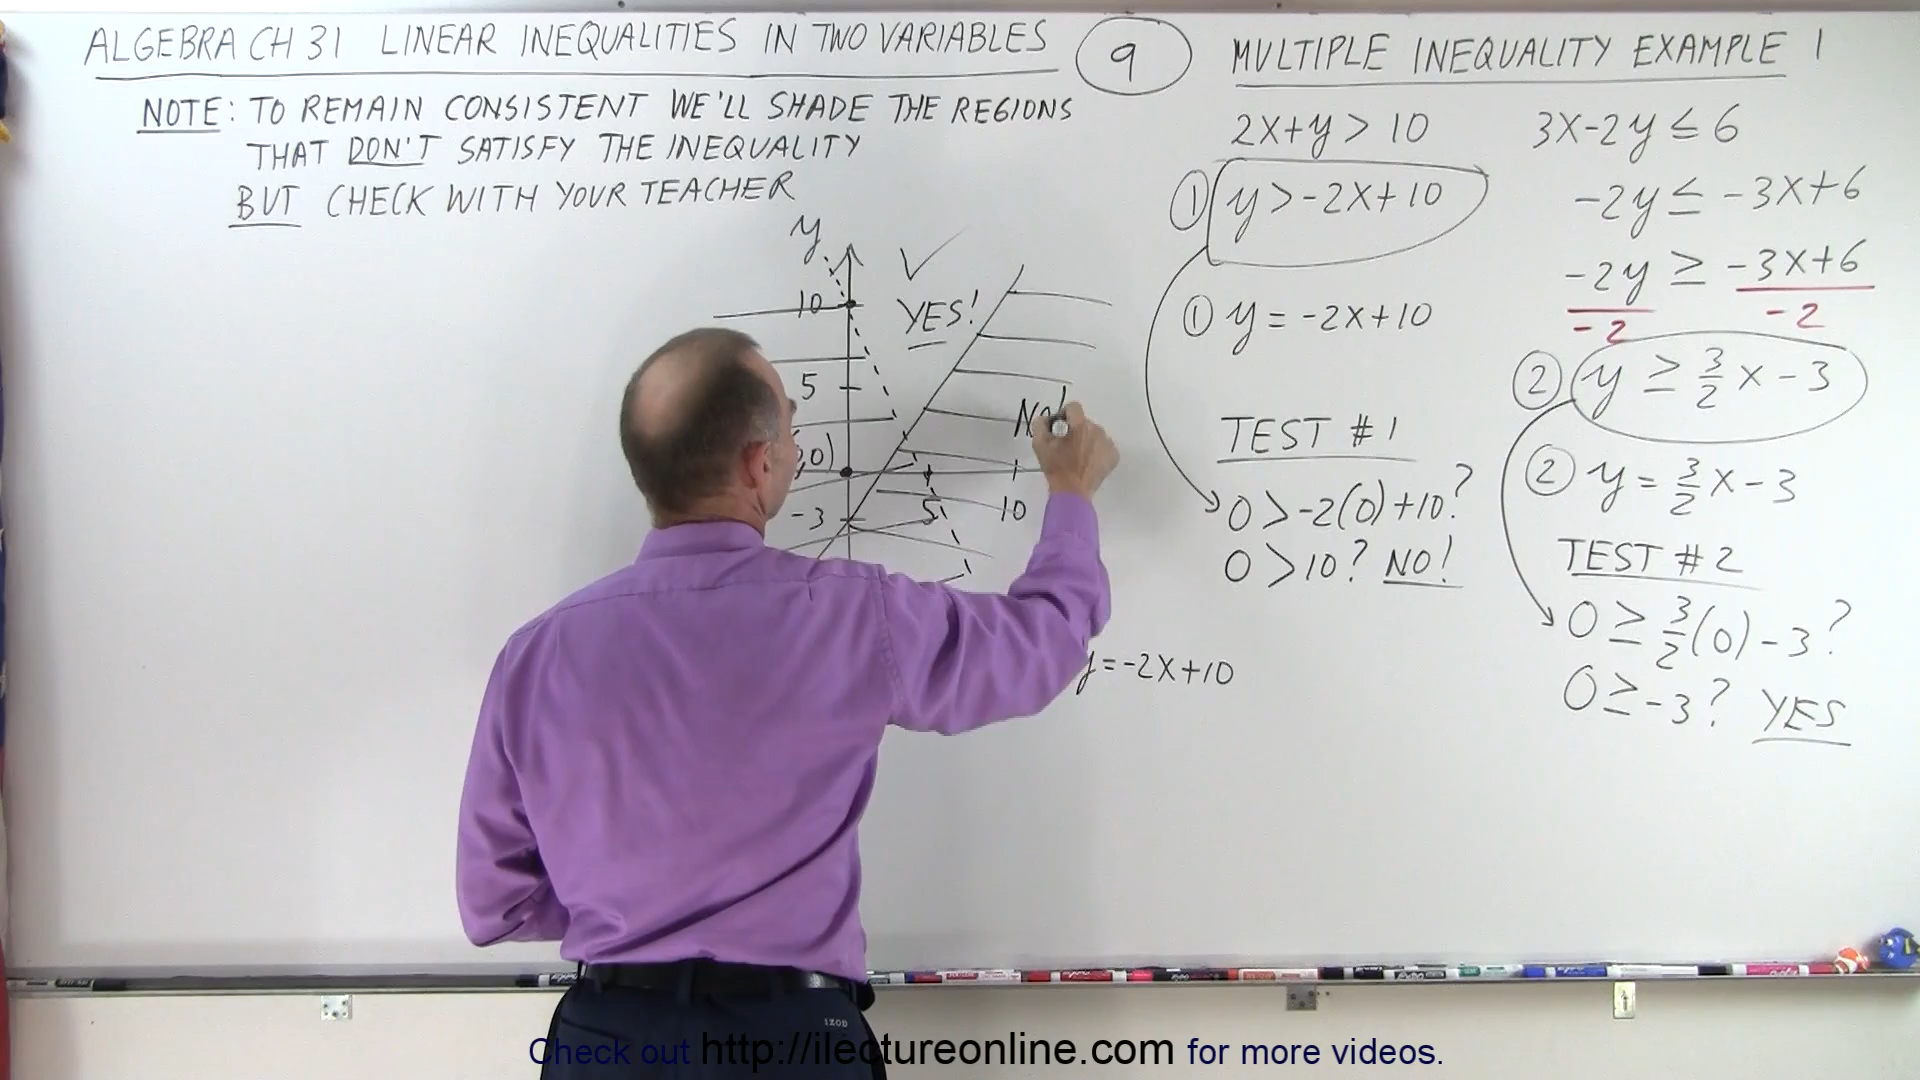 ALGEBRA CH 31 LINEAR INEQUALITIES IN TWO VARIABLES
9
MULTIPLE INEQUALITY EXAMPLE 1
NOTE: TO REMAIN CONSISTENT WE'LL SHADE THE REGIONS
THAT DON'T SATISFY THE INEQUALITY
BUT CHECK WITH YOUR TEACHER
y
10
YES!
5
NO!
,0)
-3
5
10
y=-2x+10
2x+y > 10
① y > -2x+10
① y = -2x+10
TEST #1
0 > -2(0)+10?
0 > 10? NO!
3x-2y ≤ 6
-2y ≤ -3x+6
-2y ≥ -3x+6
-2 -2
② y ≥ 3/2 x - 3
② y = 3/2 x - 3
TEST #2
0 ≥ 3/2(0) - 3?
0 ≥ -3? YES
IZOD
Check out http://ilectureonline.com for more videos.